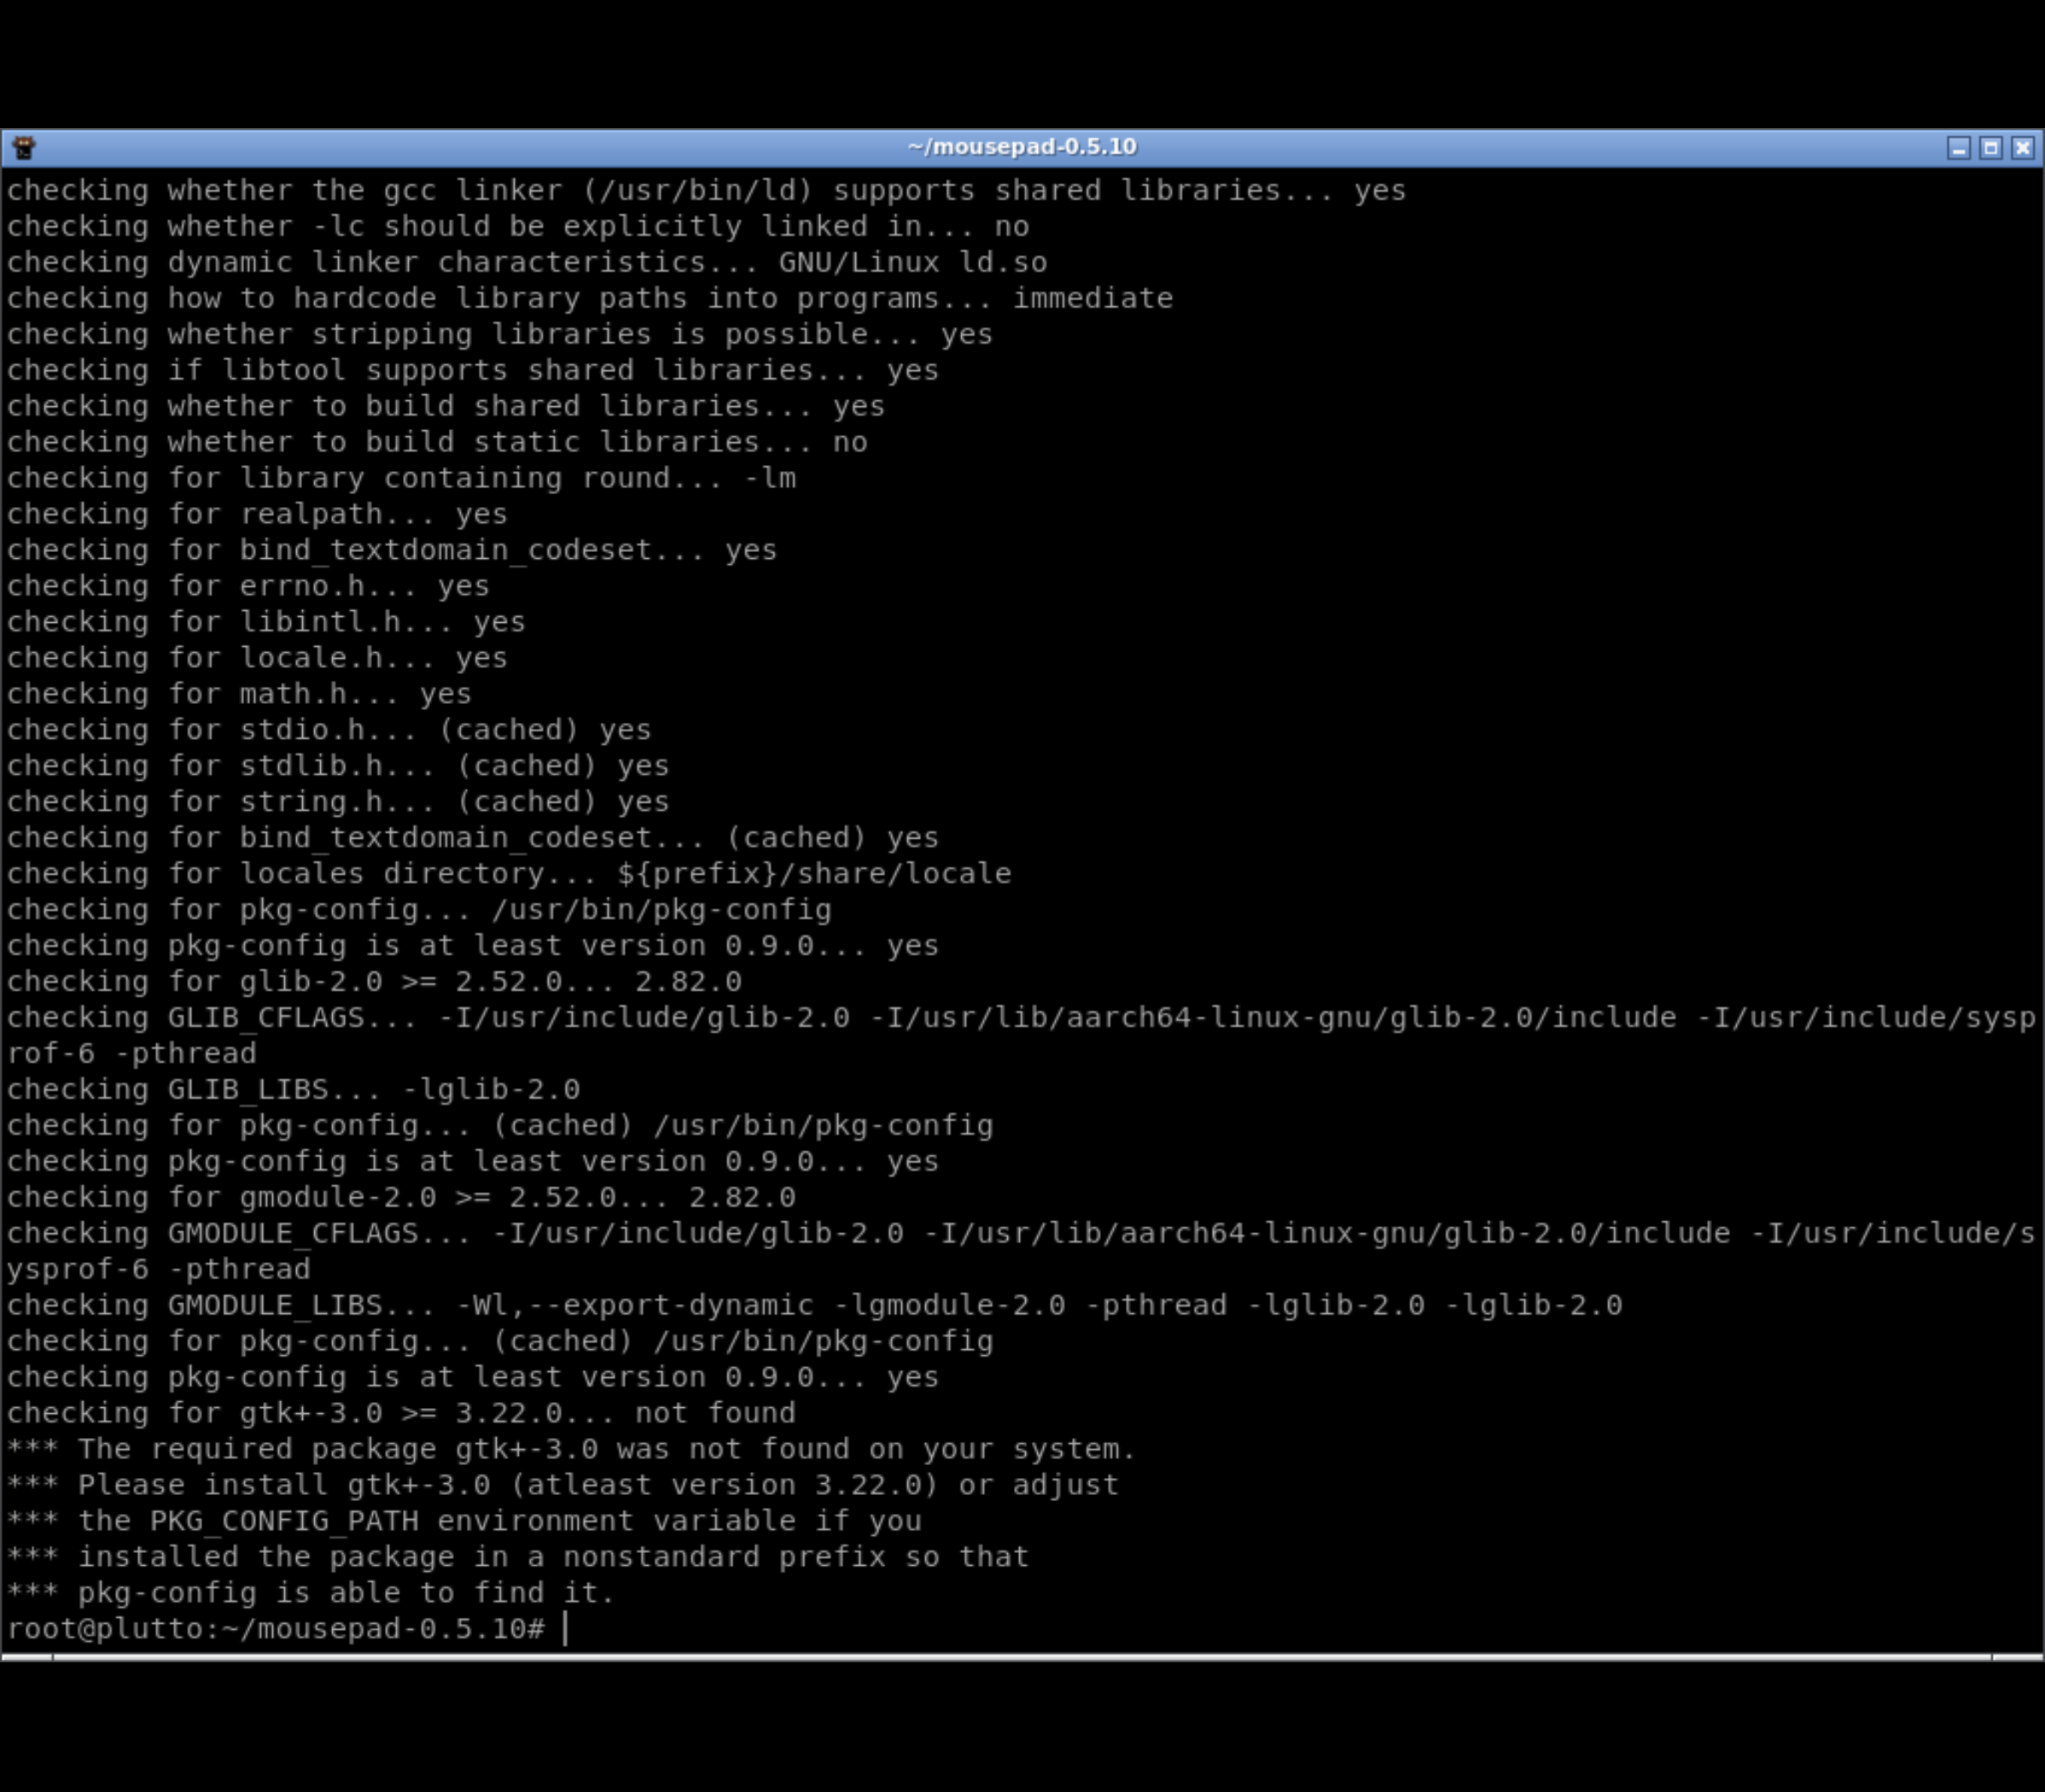 ~/mousepad-0.5.10
checking whether the gcc linker (/usr/bin/ld) supports shared libraries... yes
checking whether -lc should be explicitly linked in... no
checking dynamic linker characteristics... GNU/Linux ld.so
checking how to hardcode library paths into programs... immediate
checking whether stripping libraries is possible... yes
checking if libtool supports shared libraries... yes
checking whether to build shared libraries... yes
checking whether to build static libraries... no
checking for library containing round... -lm
checking for realpath... yes
checking for bind_textdomain_codeset... yes
checking for errno.h... yes
checking for libintl.h... yes
checking for locale.h... yes
checking for math.h... yes
checking for stdio.h... (cached) yes
checking for stdlib.h... (cached) yes
checking for string.h... (cached) yes
checking for bind_textdomain_codeset... (cached) yes
checking for locales directory... ${prefix}/share/locale
checking for pkg-config... /usr/bin/pkg-config
checking pkg-config is at least version 0.9.0... yes
checking for glib-2.0 >= 2.52.0... 2.82.0
checking GLIB_CFLAGS... -I/usr/include/glib-2.0 -I/usr/lib/aarch64-linux-gnu/glib-2.0/include -I/usr/include/sysp
rof-6 -pthread
checking GLIB_LIBS... -lglib-2.0
checking for pkg-config... (cached) /usr/bin/pkg-config
checking pkg-config is at least version 0.9.0... yes
checking for gmodule-2.0 >= 2.52.0... 2.82.0
checking GMODULE_CFLAGS... -I/usr/include/glib-2.0 -I/usr/lib/aarch64-linux-gnu/glib-2.0/include -I/usr/include/s
ysprof-6 -pthread
checking GMODULE_LIBS... -Wl,--export-dynamic -lgmodule-2.0 -pthread -lglib-2.0 -lglib-2.0
checking for pkg-config... (cached) /usr/bin/pkg-config
checking pkg-config is at least version 0.9.0... yes
checking for gtk+-3.0 >= 3.22.0... not found
*** The required package gtk+-3.0 was not found on your system.
*** Please install gtk+-3.0 (atleast version 3.22.0) or adjust
*** the PKG_CONFIG_PATH environment variable if you
*** installed the package in a nonstandard prefix so that
*** pkg-config is able to find it.
root@plutto:~/mousepad-0.5.10#